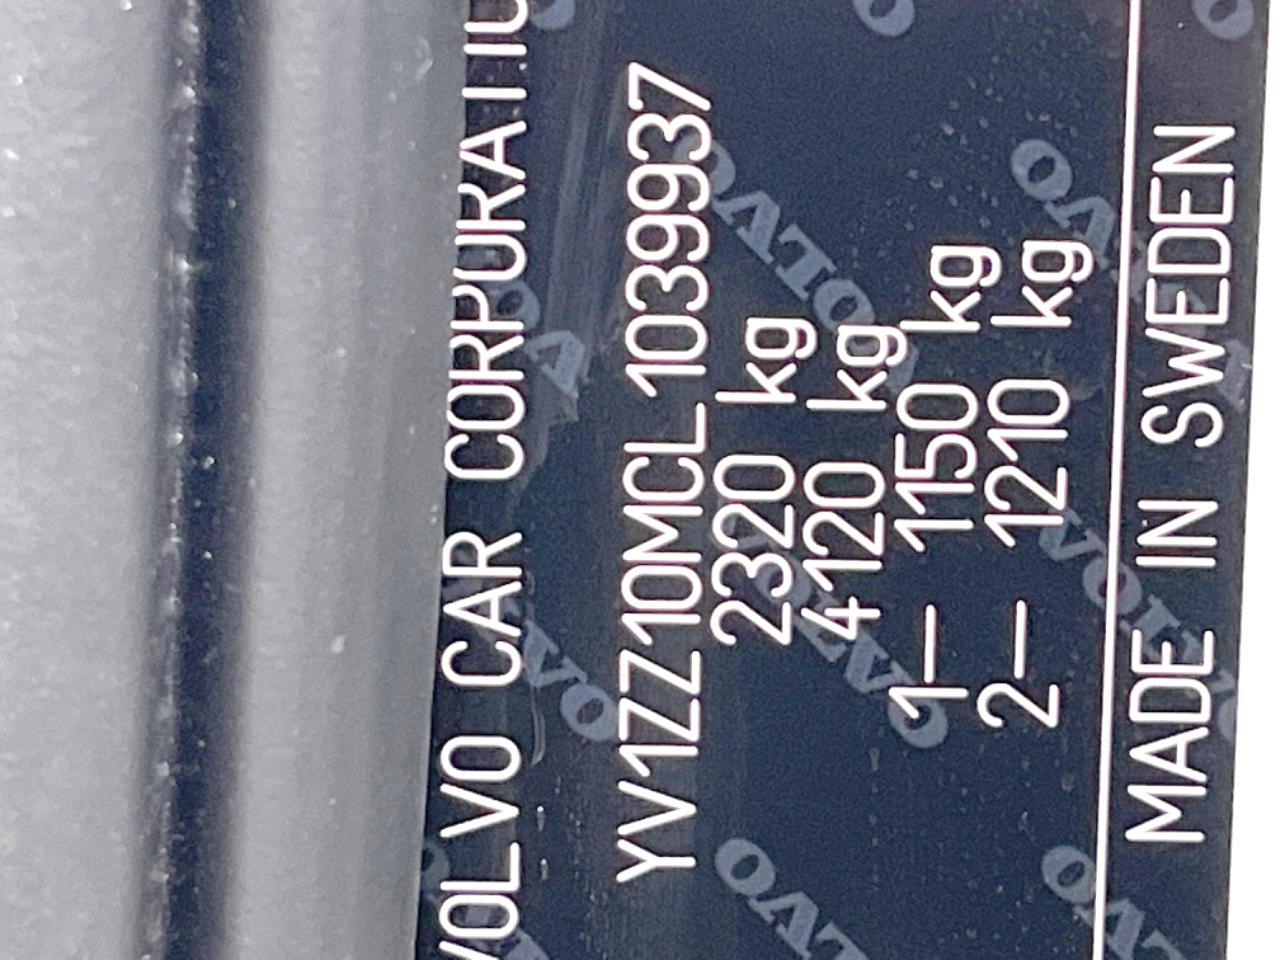 VOLVO CAR CORPORATIO
YV1ZZ10MCL1039937
2320 kg
4120 kg
1— 1150 kg
2— 1210 kg
MADE IN SWEDEN